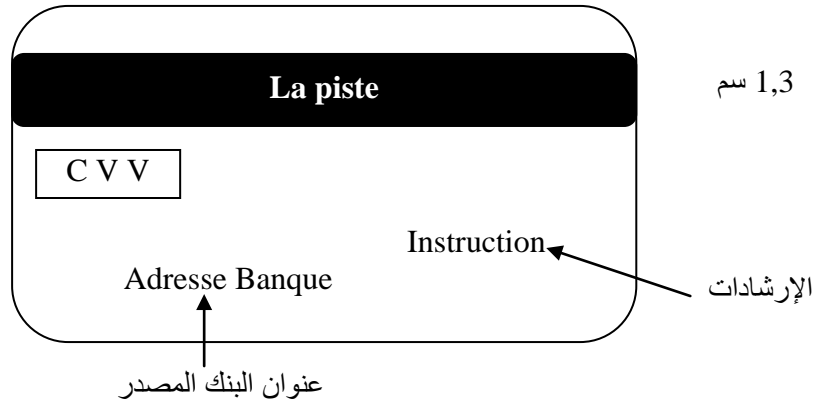 La piste
1,3 سم
C V V
Instruction
الإرشادات
Adresse Banque
عنوان البنك المصدر